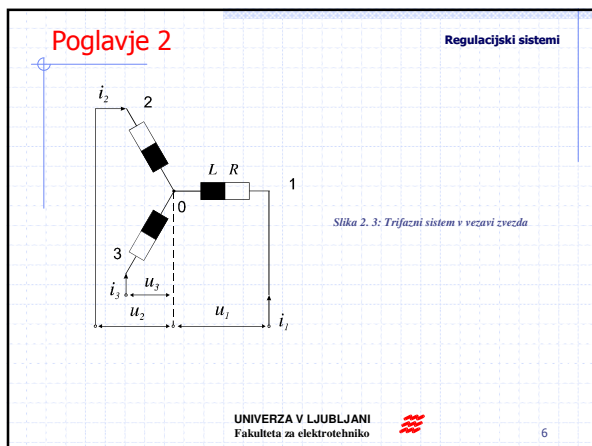 Poglavje 2
Regulacijski sistemi
i2
2
L R
1
0
3
Slika 2. 3: Trifazni sistem v vezavi zvezda
i3
u3
u2
u1
i1
UNIVERZA V LJUBLJANI
Fakulteta za elektrotehniko
6